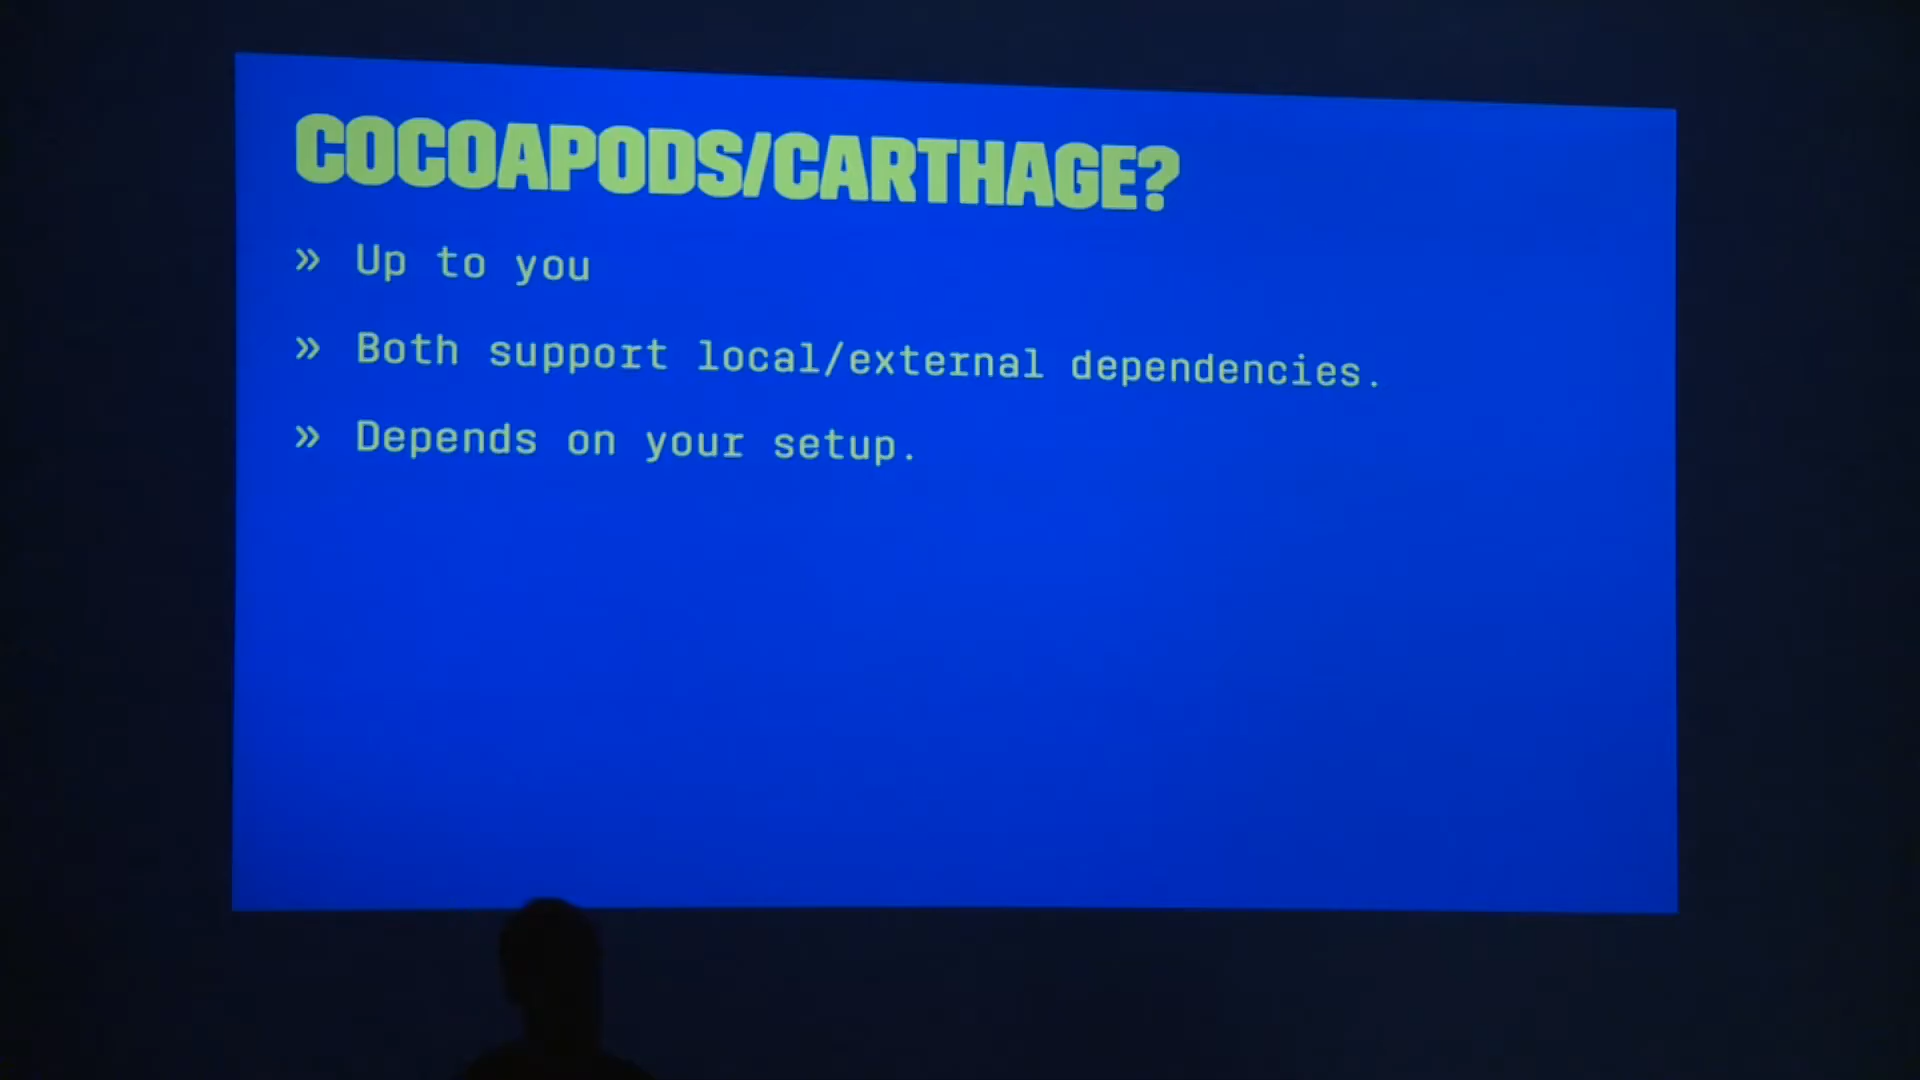 COCOAPODS/CARTHAGE?
» Up to you
» Both support local/external dependencies.
» Depends on your setup.